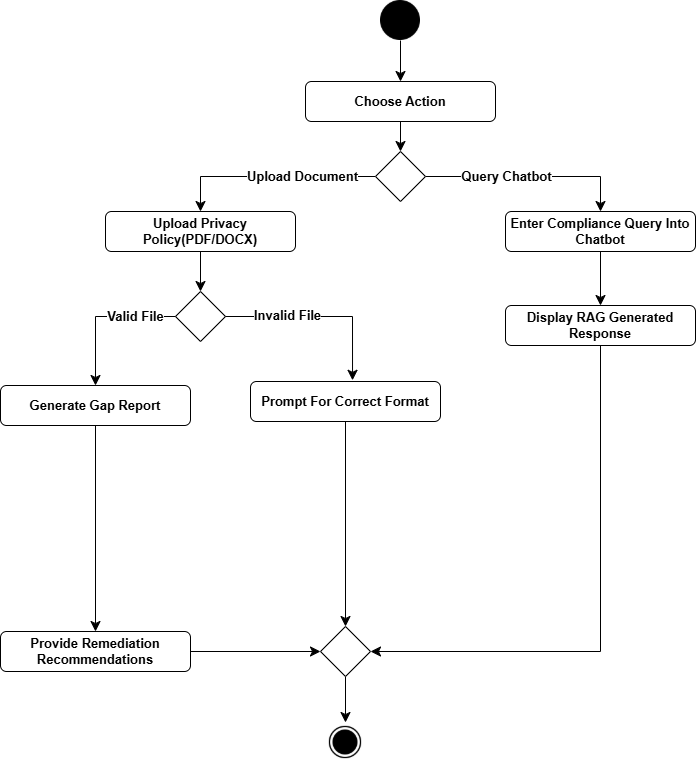 Choose Action
Upload Document
Query Chatbot
Upload Privacy
Policy(PDF/DOCX)
Enter Compliance Query Into
Chatbot
Valid File
Invalid File
Display RAG Generated
Response
Generate Gap Report
Prompt For Correct Format
Provide Remediation
Recommendations